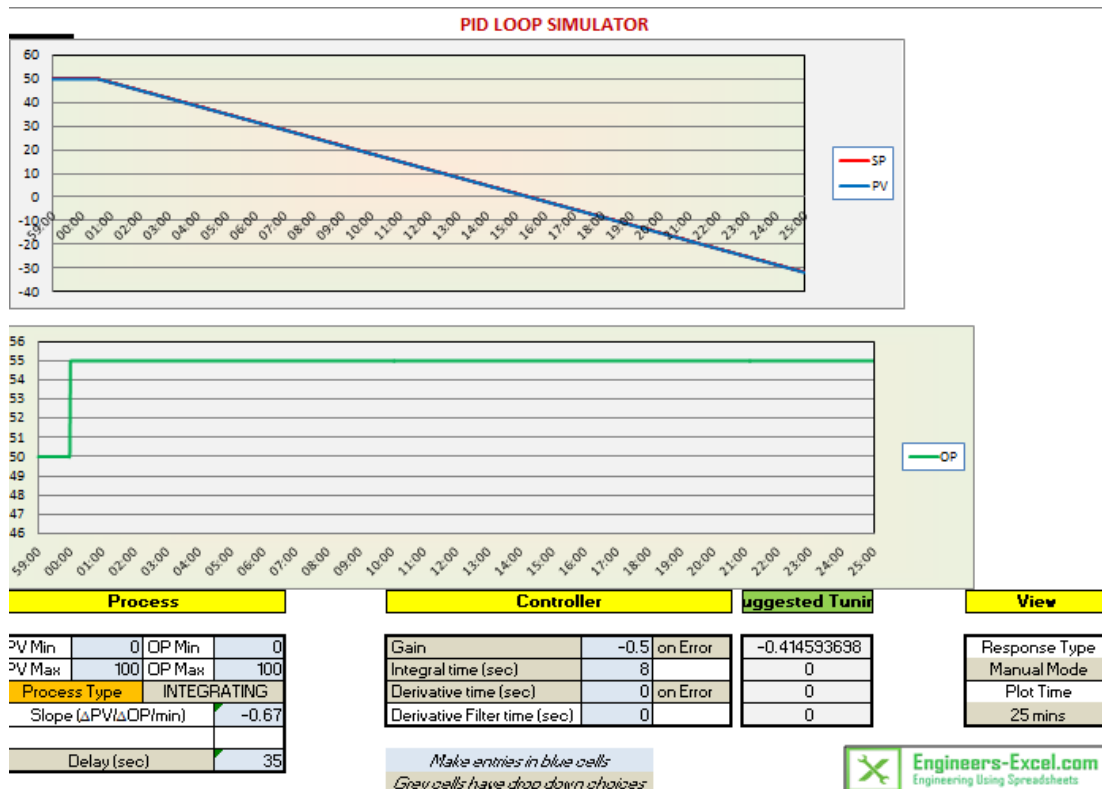 PID LOOP SIMULATOR
60
50
40
30
20
10
0
-10
-20
-30
-40
59:00 00:00 01:00 02:00 03:00 04:00 05:00 06:00 07:00 08:00 09:00 10:00 11:00 12:00 13:00 14:00 15:00 16:00 17:00 18:00 19:00 20:00 21:00 22:00 23:00 24:00 25:00
SP
PV
56
55
54
53
52
51
50
49
48
47
46
59:00 00:00 01:00 02:00 03:00 04:00 05:00 06:00 07:00 08:00 09:00 10:00 11:00 12:00 13:00 14:00 15:00 16:00 17:00 18:00 19:00 20:00 21:00 22:00 23:00 24:00 25:00
OP
Process
PV Min 0 OP Min 0
PV Max 100 OP Max 100
Process Type INTEGRATING
Slope (ΔPV/ΔOP/min) -0.67
Delay (sec) 35
Controller
Gain -0.5 on Error
Integral time (sec) 8
Derivative time (sec) 0 on Error
Derivative Filter time (sec) 0
Make entries in blue cells
Grey cells have drop down choices
uggested Tunin
-0.414593698
0
0
0
View
Response Type
Manual Mode
Plot Time
25 mins
Engineers-Excel.com
Engineering Using Spreadsheets